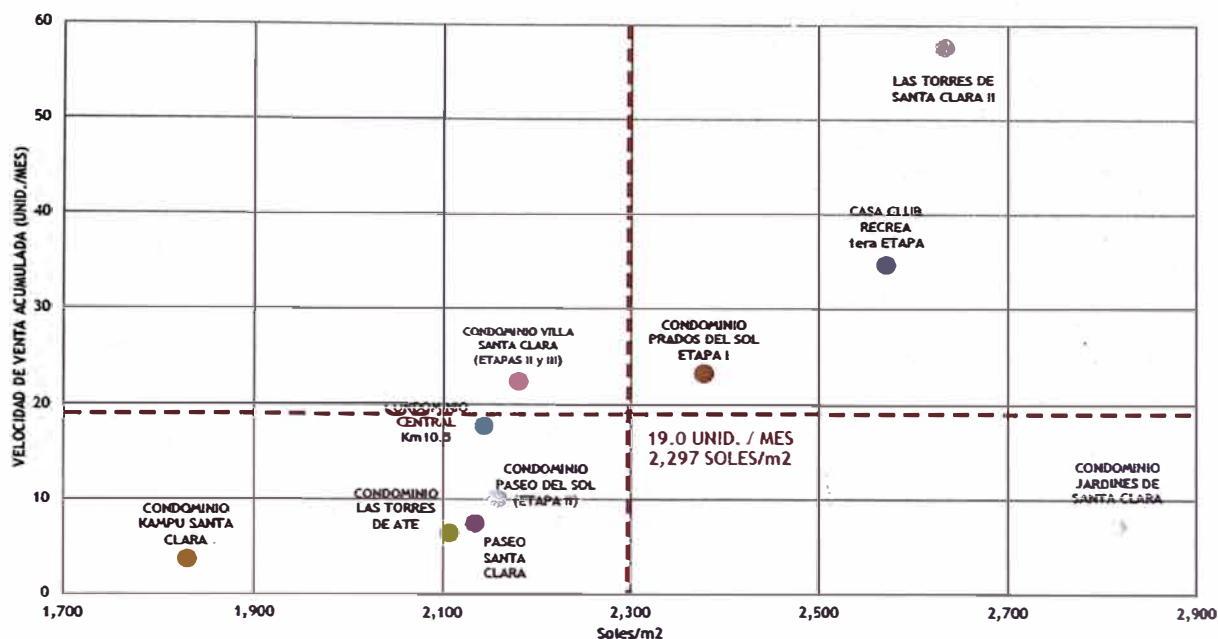 VELOCIDAD DE VENTA ACUMULADA (UNID./MES)
60
50
40
30
20
10
0
LAS TORRES DE
SANTA CLARA II
CASA CLUB
RECREA
1era ETAPA
CONDOMINIO VILLA
SANTA CLARA
(ETAPAS II y III)
CONDOMINIO
PRADOS DEL SOL
ETAPA I
CONDOMINIO
CENTRAL
Km10.5
19.0 UNID. / MES
2,297 SOLES/m2
CONDOMINIO
PASEO DEL SOL
(ETAPA II)
CONDOMINIO
JARDINES DE
SANTA CLARA
CONDOMINIO
LAS TORRES
DE ATE
CONDOMINIO
KAMPU SANTA
CLARA
PASEO
SANTA
CLARA
1,700
1,900
2,100
2,300
2,500
2,700
2,900
Soles/m2